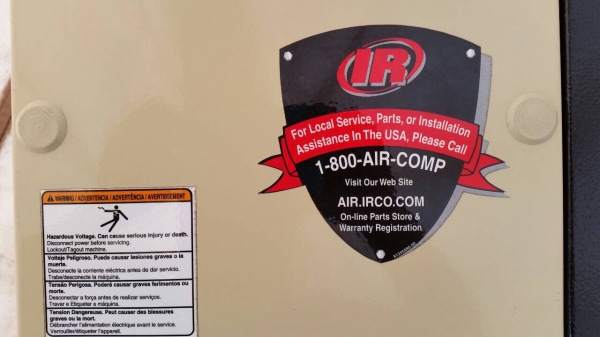 IR
For Local Service, Parts, or Installation
Assistance In The USA, Please Call
1-800-AIR-COMP
Visit Our Web Site
AIR.IRCO.COM
On-line Parts Store &
Warranty Registration
WARNING / ADVERTENCIA / ADVERTÊNCIA / AVERTISSEMENT
Hazardous Voltage. Can cause serious injury or death.
Disconnect power before servicing.
Lockout/Tagout machine.
Voltaje Peligroso. Puede causar lesiones graves o la
muerte.
Desconecte la corriente eléctrica antes de dar servicio.
Trabe/desconecte la máquina.
Tensão Perigosa. Poderá causar graves ferimentos ou
morte.
Desconectar a força antes de realizar serviços.
Travar e Etiquetar a máquina.
Tension Dangereuse. Peut causer des blessures
graves ou la mort.
Débrancher l'alimentation électrique avant le service.
Verrouiller/étiqueter l'appareil.